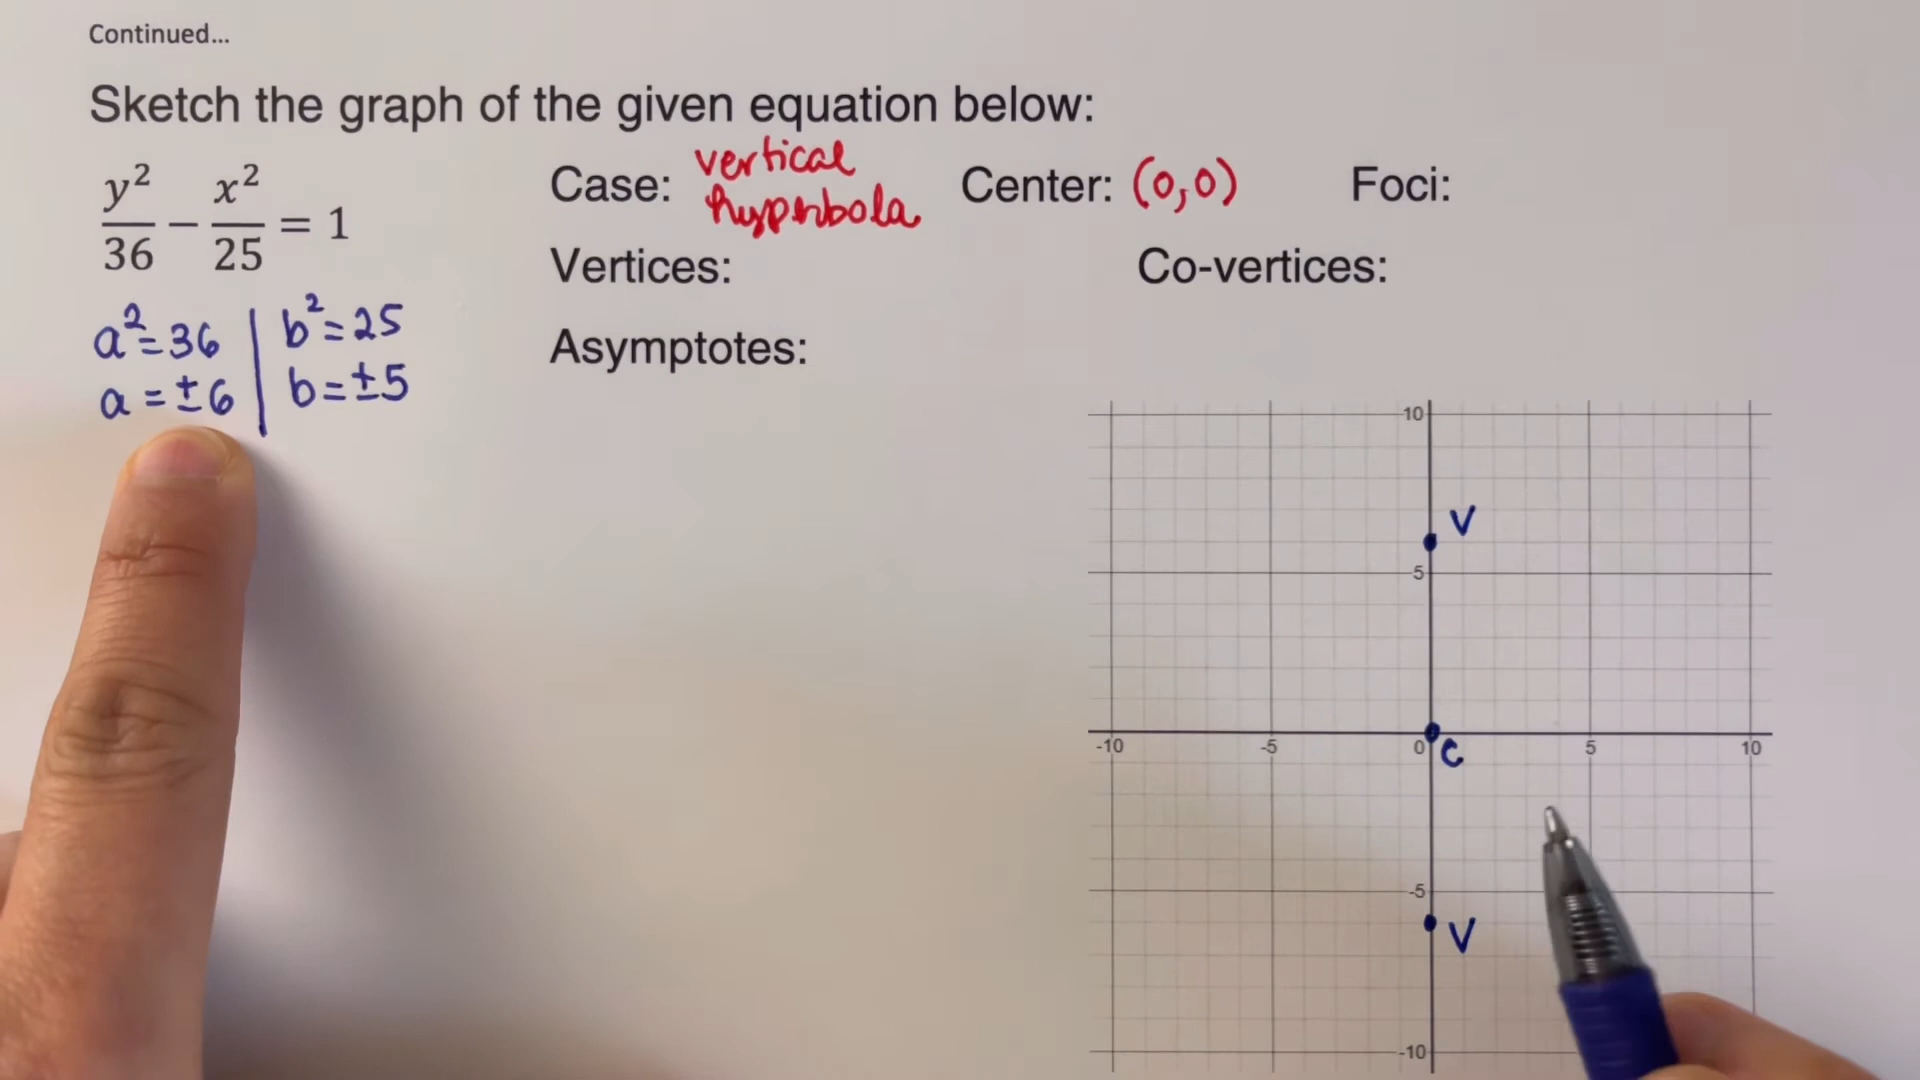 Continued...
Sketch the graph of the given equation below:
y²/36 − x²/25 = 1
Case: vertical hyperbola
Center: (0,0)
Foci:
Vertices:
Co-vertices:
Asymptotes:
a²=36
a = ±6
b²=25
b=±5
10
V
5
-10
-5
0
C
5
10
-5
V
-10